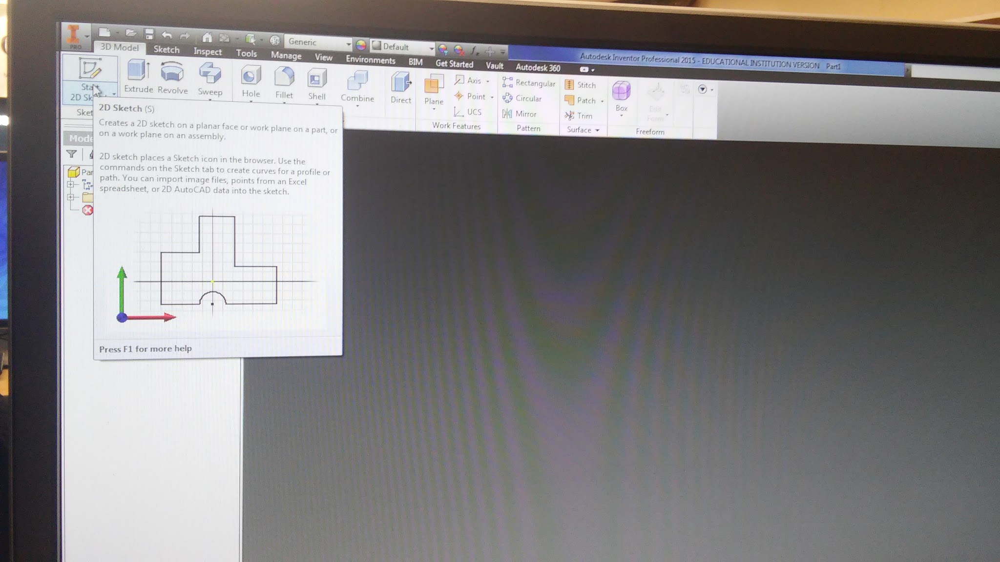 PRO
Generic
Default
Autodesk Inventor Professional 2015 - EDUCATIONAL INSTITUTION VERSION Part1
3D Model Sketch Inspect Tools Manage View Environments BIM Get Started Vault Autodesk 360
Extrude Revolve Sweep Hole Fillet Shell Combine Direct Plane Box
Axis
Point
UCS
Work Features
Rectangular
Circular
Mirror
Pattern
Stitch
Patch
Trim
Surface
Edit
Form
Freeform
2D
2D Sketch (S)
Creates a 2D sketch on a planar face or work plane on a part, or
on a work plane on an assembly.
2D sketch places a Sketch icon in the browser. Use the
commands on the Sketch tab to create curves for a profile or
path. You can import image files, points from an Excel
spreadsheet, or 2D AutoCAD data into the sketch.
Press F1 for more help